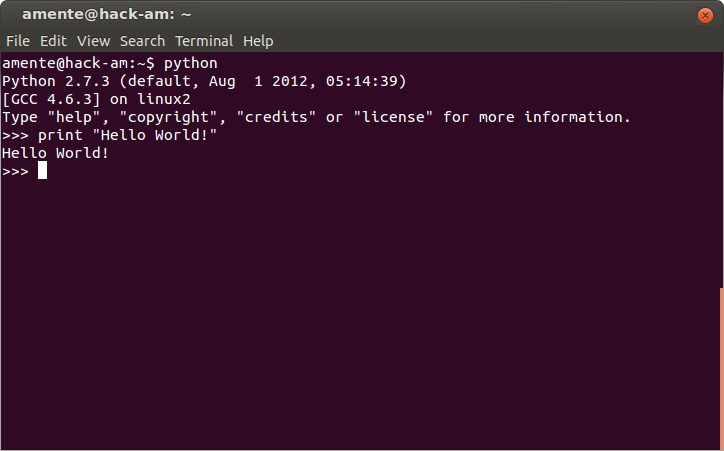 amente@hack-am: ~
File Edit View Search Terminal Help
amente@hack-am:~$ python
Python 2.7.3 (default, Aug  1 2012, 05:14:39)
[GCC 4.6.3] on linux2
Type "help", "copyright", "credits" or "license" for more information.
>>> print "Hello World!"
Hello World!
>>>